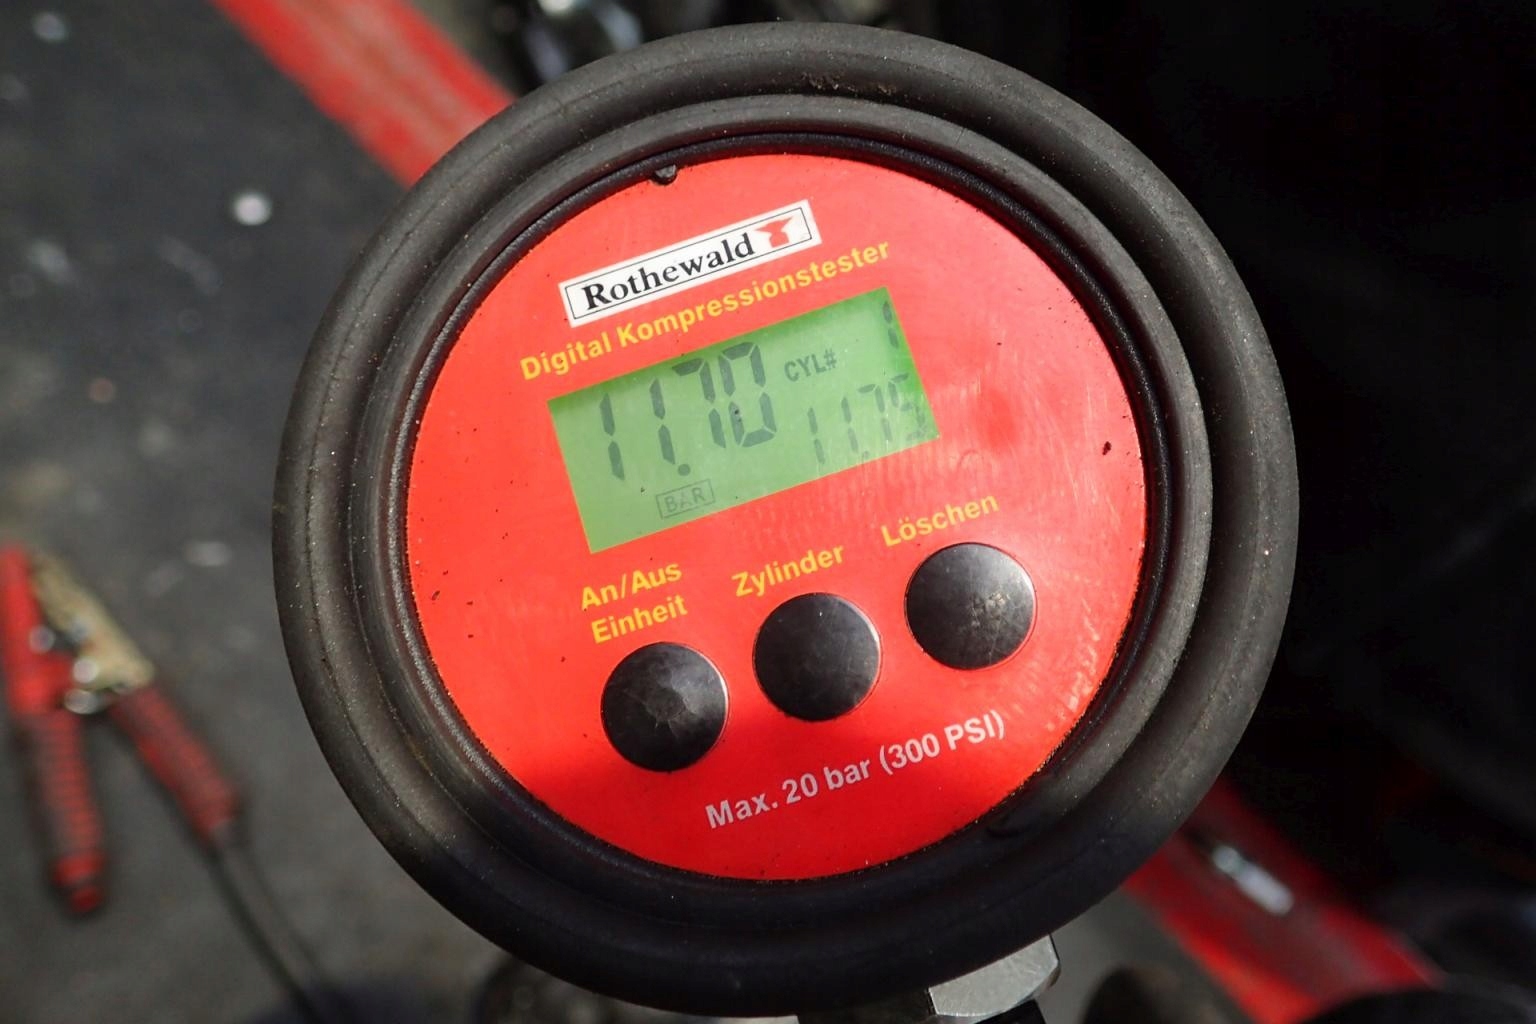 Rothewald
Digital Kompressionstester
11.70 CYL# 1
11.75
BAR
An/Aus
Einheit
Zylinder
Löschen
Max. 20 bar (300 PSI)